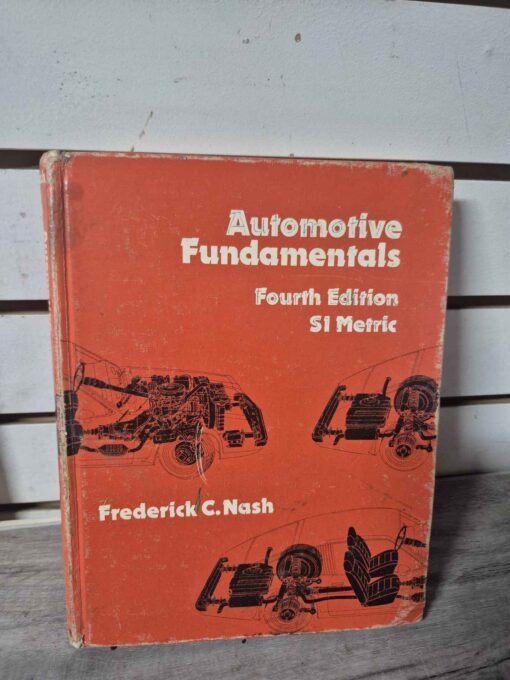 Automotive
Fundamentals
Fourth Edition
SI Metric
Frederick C. Nash